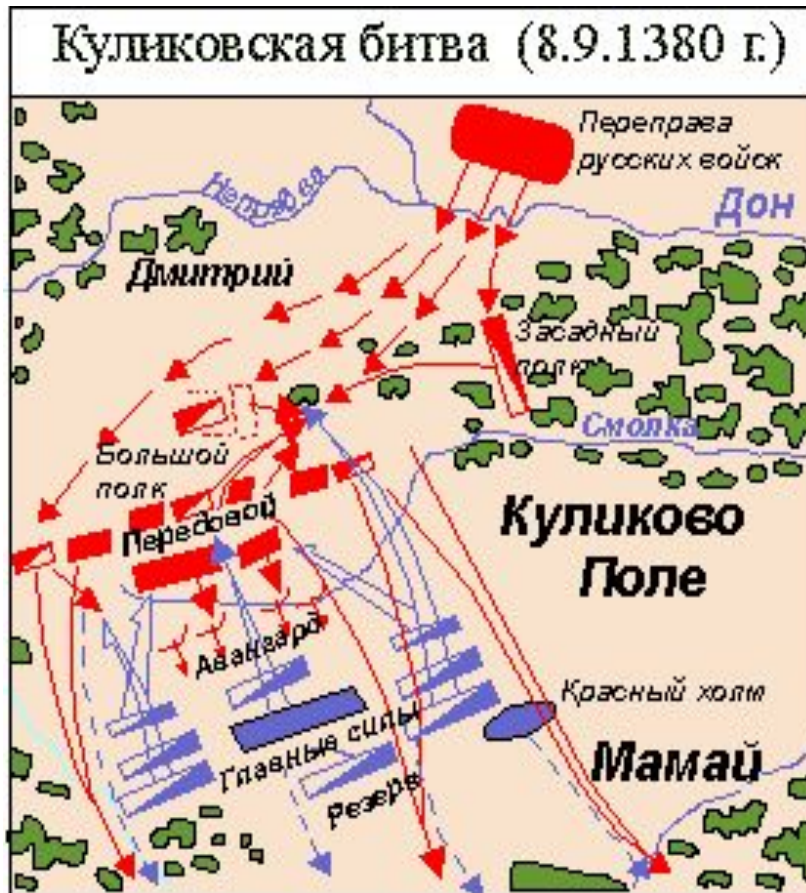 Куликовская битва (8.9.1380 г.)
Переправа
русских войск
Непрядва
Дон
Дмитрий
Засадный
полк
Смолка
Большой
полк
Передовой
Куликово
Поле
Авангард
Красный холм
Главные силы
Мамай
Резерв